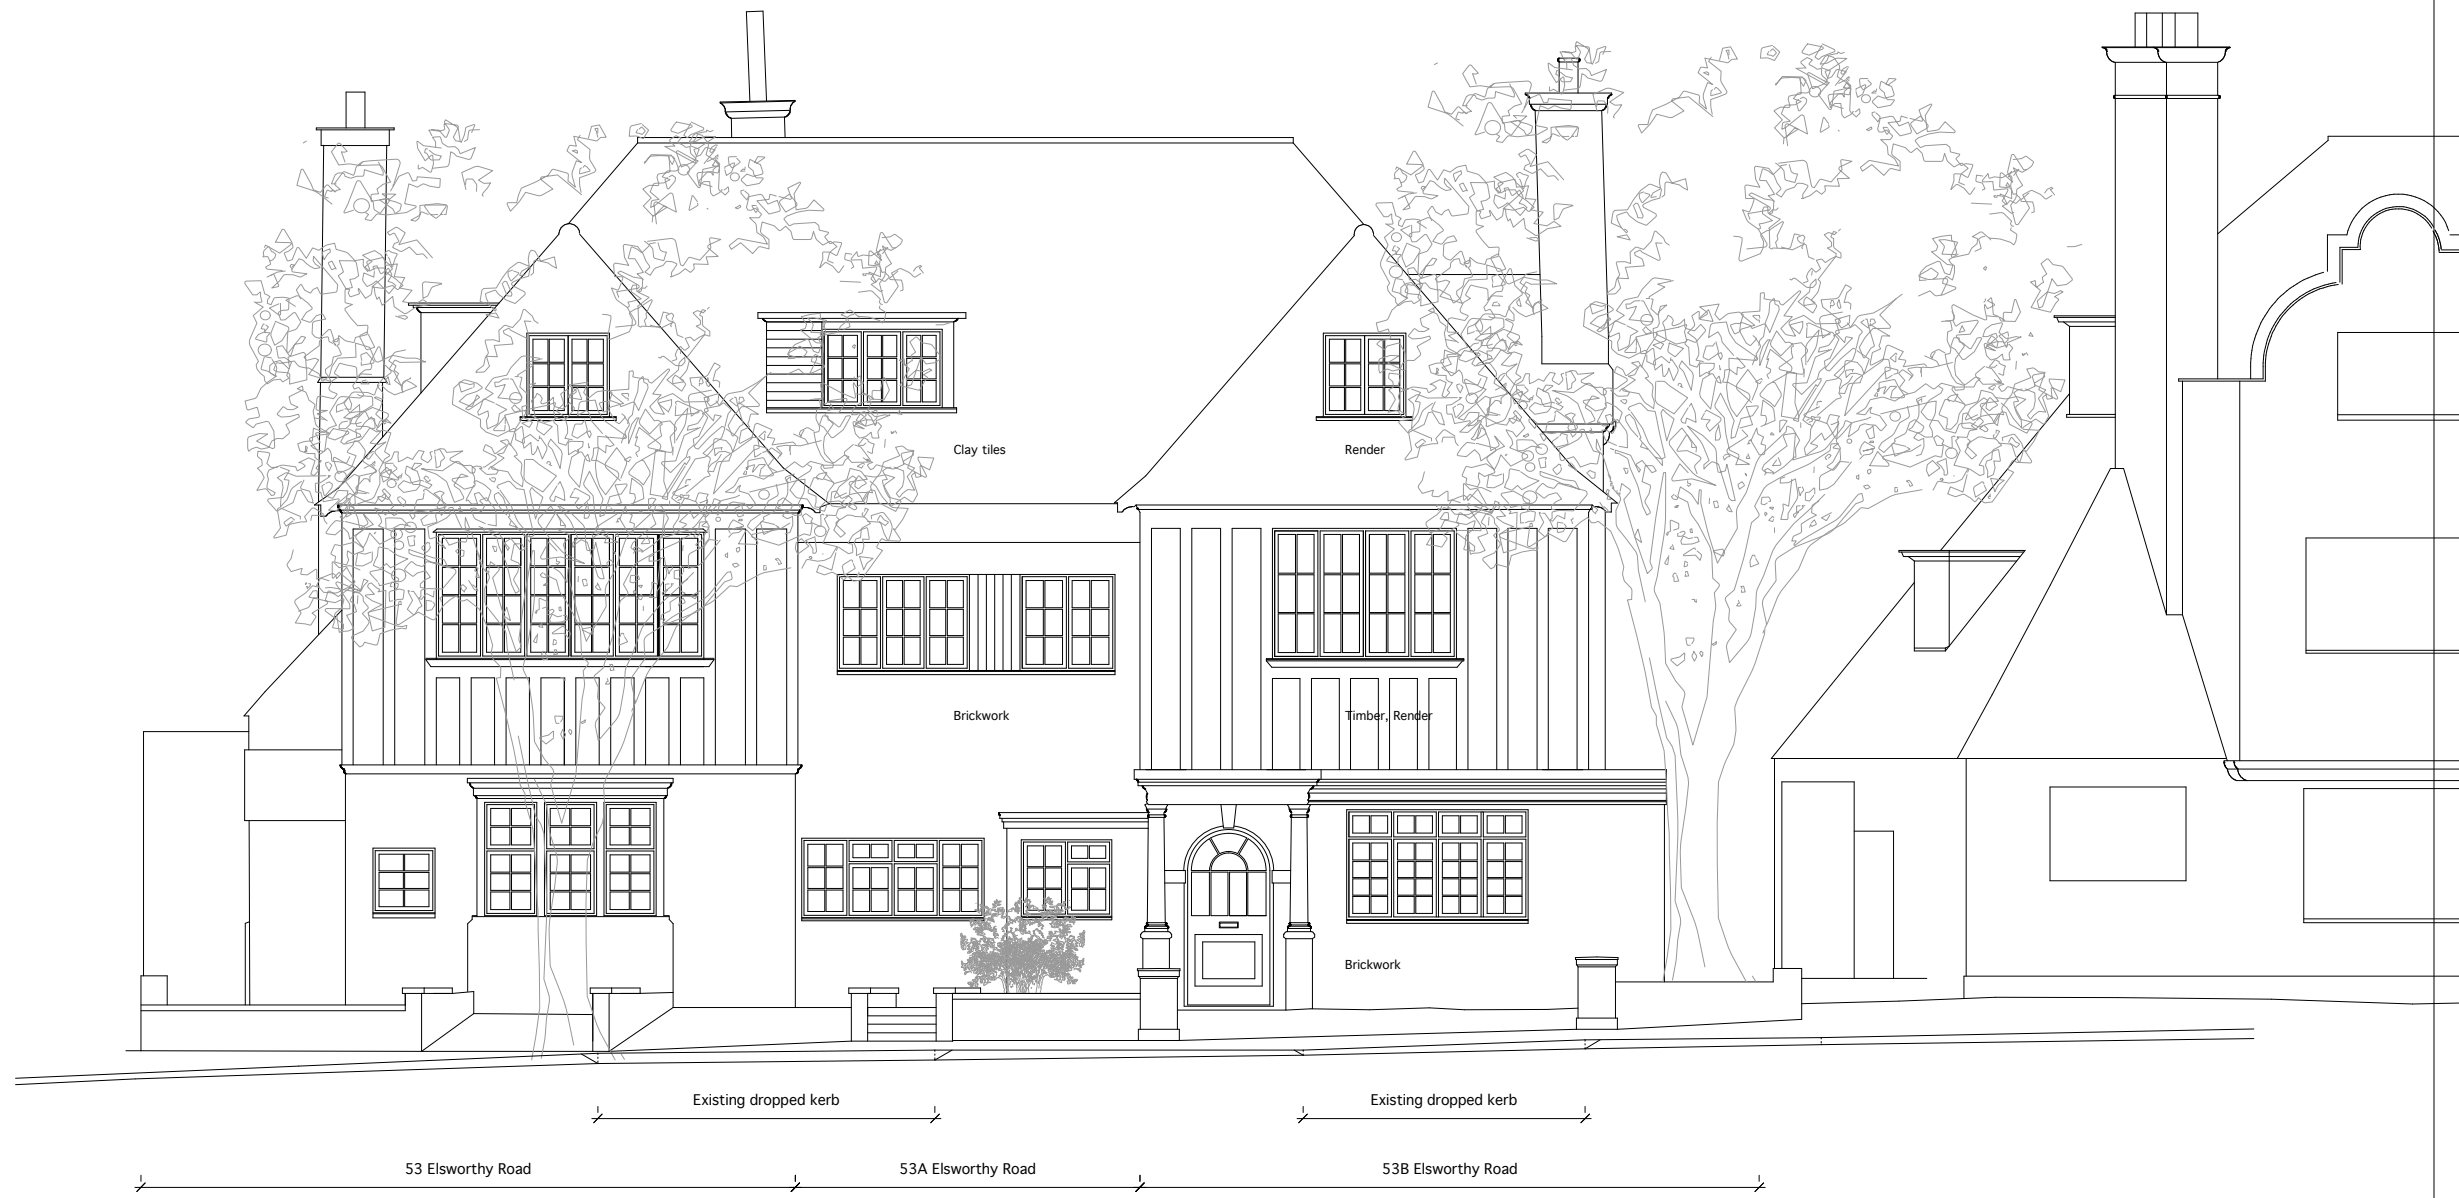 Clay tiles
Render
Brickwork
Timber, Render
Brickwork
Existing dropped kerb
Existing dropped kerb
53 Elsworthy Road
53A Elsworthy Road
53B Elsworthy Road